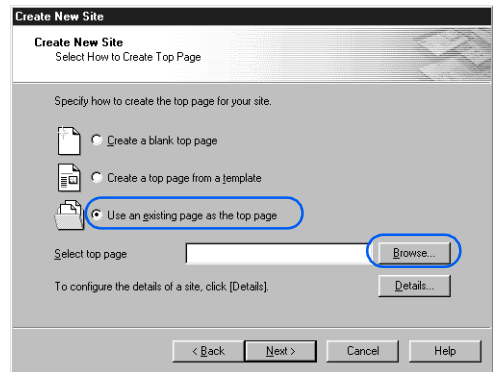 Create New Site
Create New Site
Select How to Create Top Page
Specify how to create the top page for your site.
Create a blank top page
Create a top page from a template
Use an existing page as the top page
Select top page
Browse...
To configure the details of a site, click [Details].
Details...
< Back
Next >
Cancel
Help